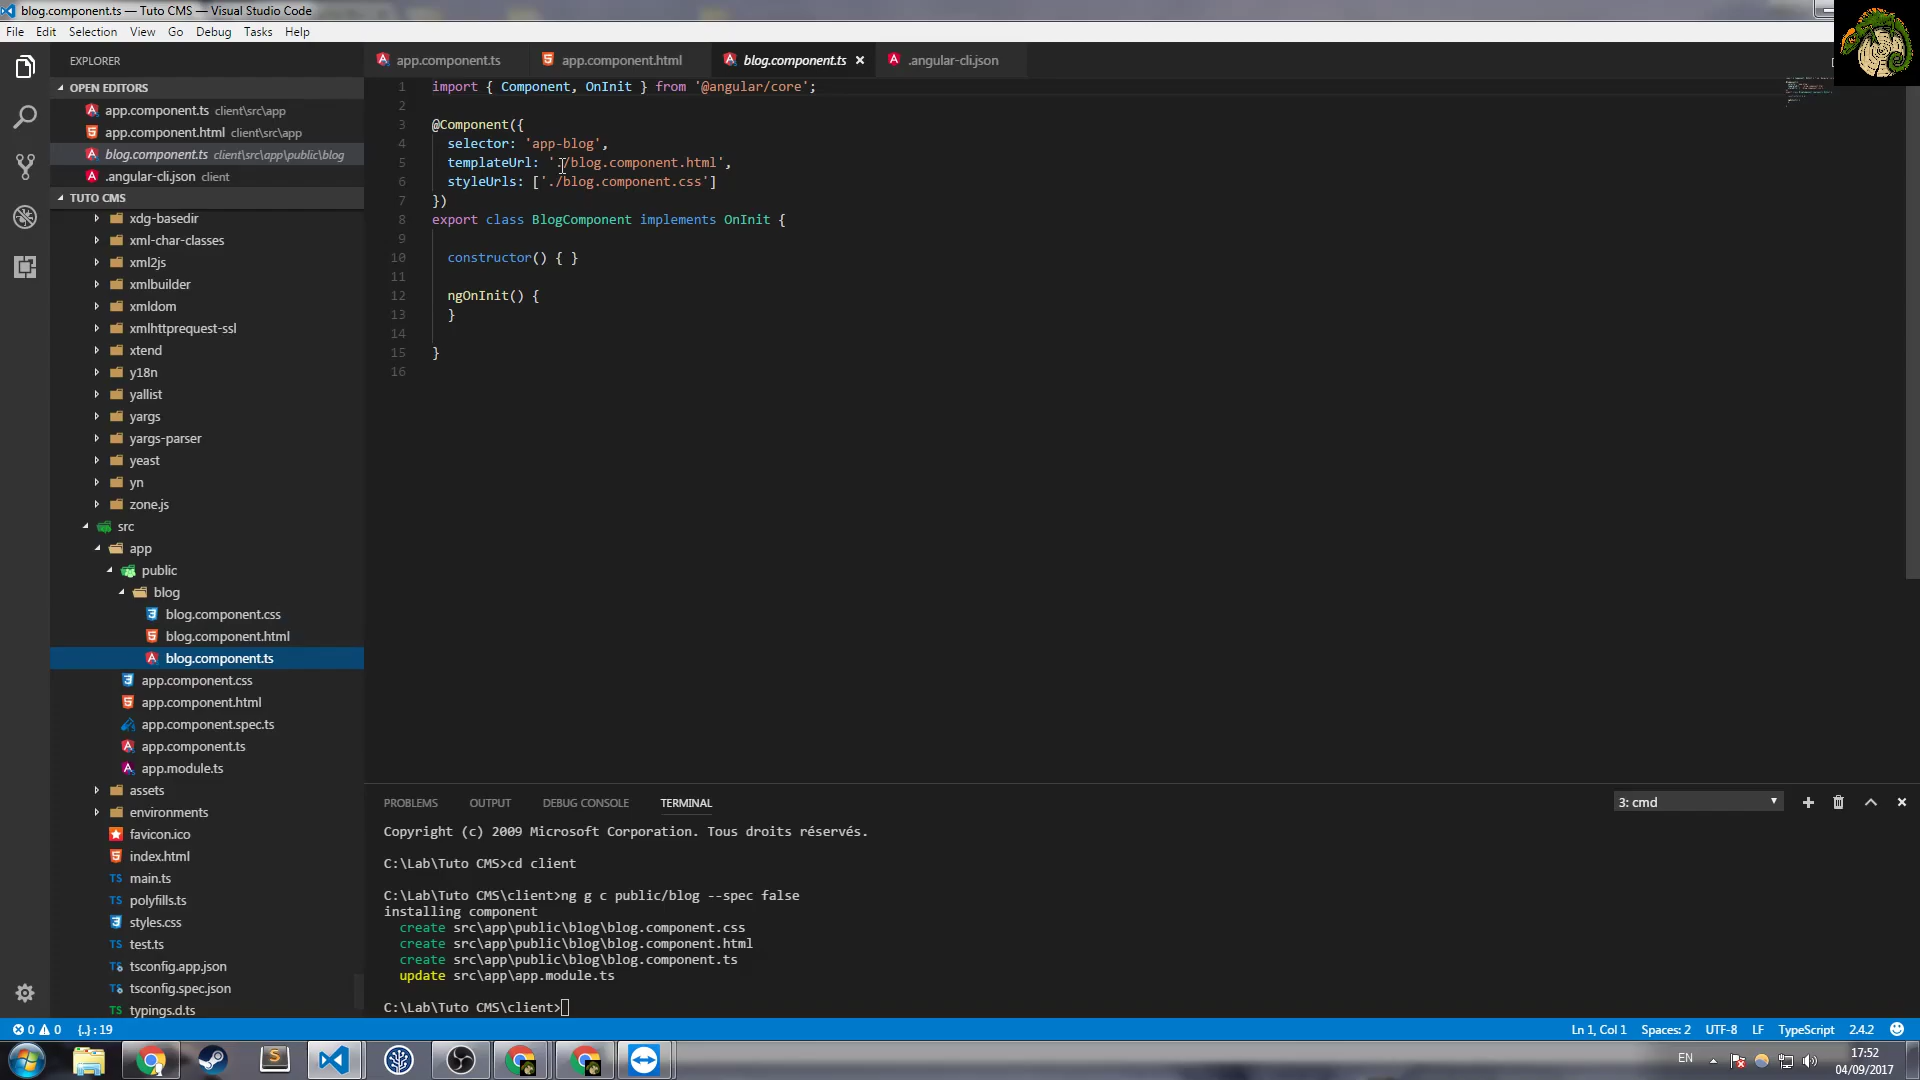 blog.component.ts — Tuto CMS — Visual Studio Code
File Edit Selection View Go Debug Tasks Help
EXPLORER
OPEN EDITORS
app.component.ts client\src\app
app.component.html client\src\app
blog.component.ts client\src\app\public\blog
.angular-cli.json client
TUTO CMS
xdg-basedir
xml-char-classes
xml2js
xmlbuilder
xmldom
xmlhttprequest-ssl
xtend
y18n
yallist
yargs
yargs-parser
yeast
yn
zone.js
src
app
public
blog
blog.component.css
blog.component.html
blog.component.ts
app.component.css
app.component.html
app.component.spec.ts
app.component.ts
app.module.ts
assets
environments
favicon.ico
index.html
TS main.ts
TS polyfills.ts
styles.css
TS test.ts
TS tsconfig.app.json
TS tsconfig.spec.json
TS typings.d.ts
app.component.ts app.component.html blog.component.ts × .angular-cli.json
1 import { Component, OnInit } from '@angular/core';
2
3 @Component({
4 selector: 'app-blog',
5 templateUrl: './blog.component.html',
6 styleUrls: ['./blog.component.css']
7 })
8 export class BlogComponent implements OnInit {
9
10 constructor() { }
11
12 ngOnInit() {
13 }
14
15 }
16
PROBLEMS OUTPUT DEBUG CONSOLE TERMINAL 3: cmd
Copyright (c) 2009 Microsoft Corporation. Tous droits réservés.
C:\Lab\Tuto CMS>cd client
C:\Lab\Tuto CMS\client>ng g c public/blog --spec false
installing component
create src\app\public\blog\blog.component.css
create src\app\public\blog\blog.component.html
create src\app\public\blog\blog.component.ts
update src\app\app.module.ts
C:\Lab\Tuto CMS\client>
0 0 {..} : 19 Ln 1, Col 1 Spaces: 2 UTF-8 LF TypeScript 2.4.2
EN 17:52
04/09/2017